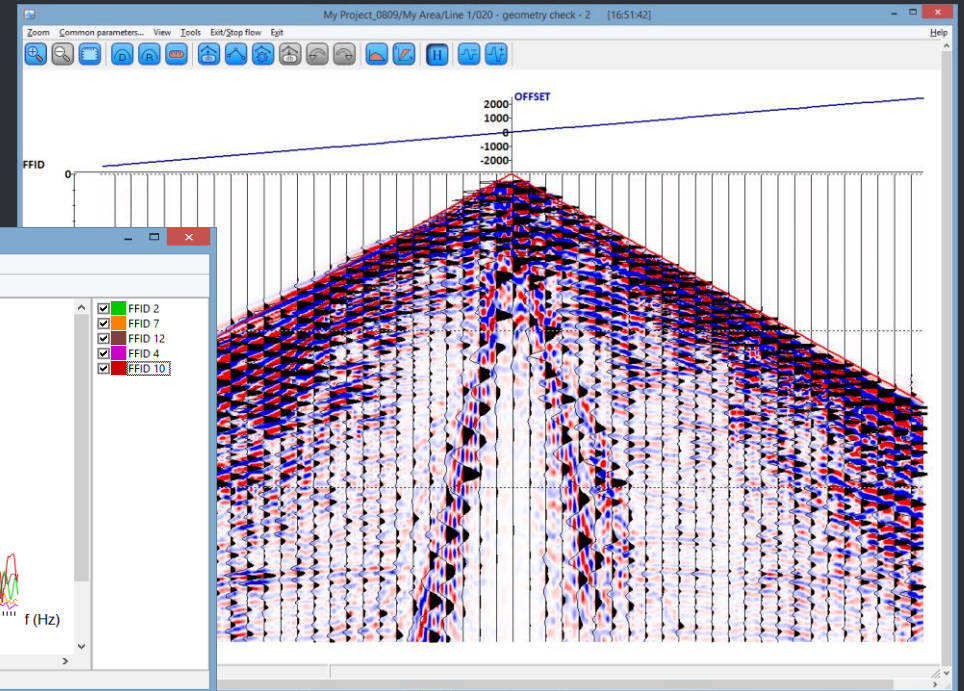 My Project_0809/My Area/Line 1/020 - geometry check - 2 [16:51:42]
Zoom Common parameters... View Tools Exit/Stop flow Exit Help
D R H
OFFSET
2000
1000
0
-1000
-2000
FFID
0
FFID 2
FFID 7
FFID 12
FFID 4
FFID 10
f (Hz)